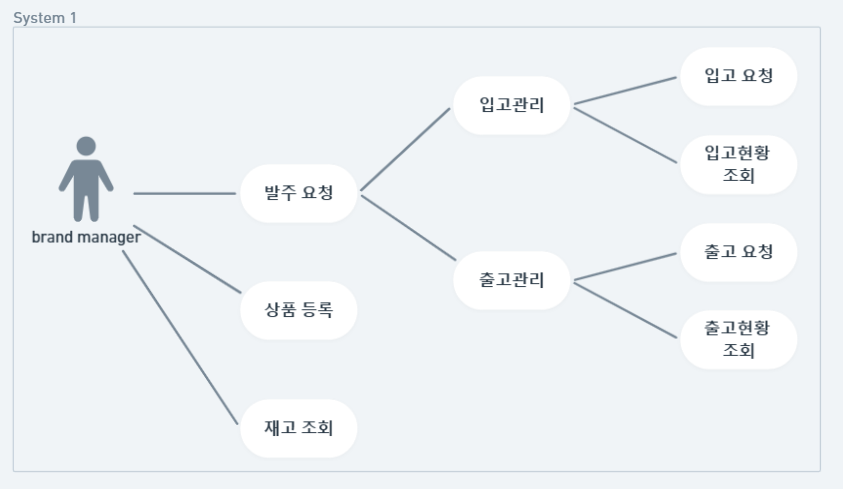 System 1
brand manager
발주 요청
상품 등록
재고 조회
입고관리
출고관리
입고 요청
입고현황
조회
출고 요청
출고현황
조회